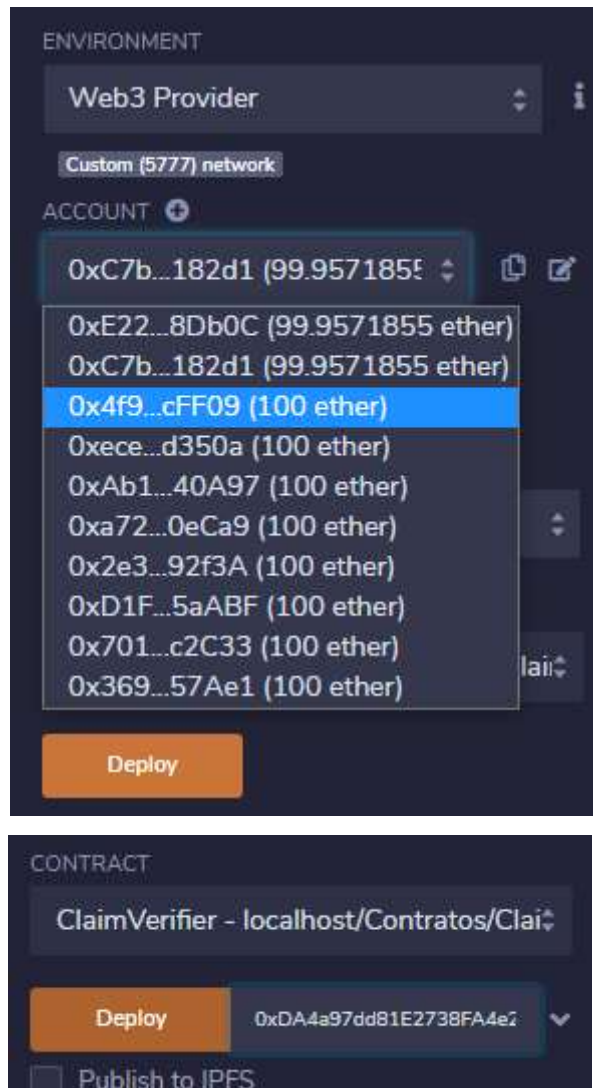 ENVIRONMENT
Web3 Provider
Custom (5777) network
ACCOUNT
0xC7b...182d1 (99.9571855
0xE22...8Db0C (99.9571855 ether)
0xC7b...182d1 (99.9571855 ether)
0x4f9...cFF09 (100 ether)
0xece...d350a (100 ether)
0xAb1...40A97 (100 ether)
0xa72...0eCa9 (100 ether)
0x2e3...92f3A (100 ether)
0xD1F...5aABF (100 ether)
0x701...c2C33 (100 ether)
lai
0x369...57Ae1 (100 ether)
Deploy
CONTRACT
ClaimVerifier - localhost/Contratos/Clai
Deploy 0xDA4a97dd81E2738FA4e2
Publish to IPFS